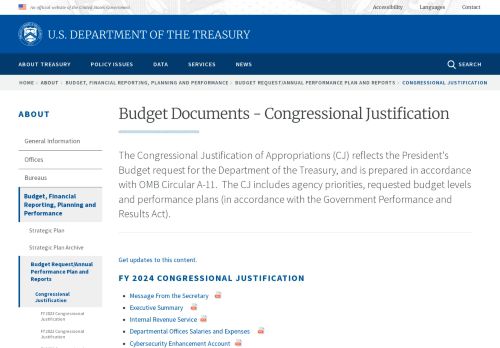 An official website of the United States Government
Accessibility Languages Contact
U.S. DEPARTMENT OF THE TREASURY
ABOUT TREASURY POLICY ISSUES DATA SERVICES NEWS SEARCH
HOME › ABOUT › BUDGET, FINANCIAL REPORTING, PLANNING AND PERFORMANCE › BUDGET REQUEST/ANNUAL PERFORMANCE PLAN AND REPORTS › CONGRESSIONAL JUSTIFICATION
ABOUT
General Information
Offices
Bureaus
Budget, Financial
Reporting, Planning and
Performance
Strategic Plan
Strategic Plan Archive
Budget Request/Annual
Performance Plan and
Reports
Congressional
Justification
FY 2023 Congressional
Justification
FY 2022 Congressional
Justification
Budget Documents - Congressional Justification
The Congressional Justification of Appropriations (CJ) reflects the President's
Budget request for the Department of the Treasury, and is prepared in accordance
with OMB Circular A-11. The CJ includes agency priorities, requested budget levels
and performance plans (in accordance with the Government Performance and
Results Act).
Get updates to this content.
FY 2024 CONGRESSIONAL JUSTIFICATION
Message From the Secretary
Executive Summary
Internal Revenue Service
Departmental Offices Salaries and Expenses
Cybersecurity Enhancement Account